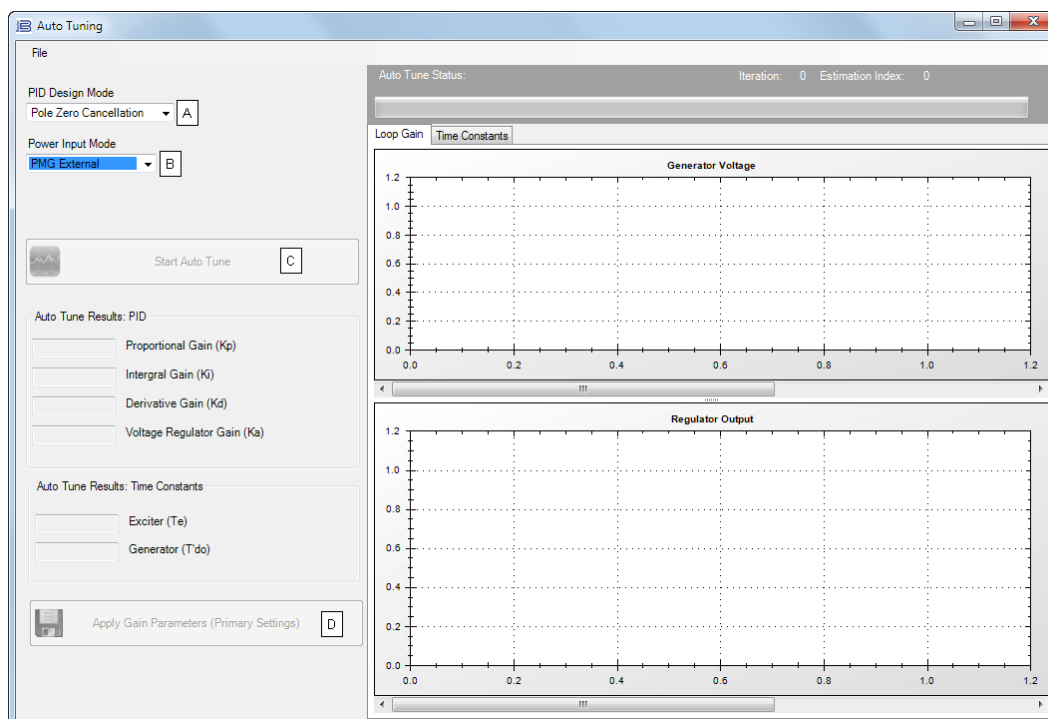 Auto Tuning
File
PID Design Mode
Pole Zero Cancellation
A
Power Input Mode
PMG External
B
Start Auto Tune
C
Auto Tune Results: PID
Proportional Gain (Kp)
Intergral Gain (Ki)
Derivative Gain (Kd)
Voltage Regulator Gain (Ka)
Auto Tune Results: Time Constants
Exciter (Te)
Generator (T'do)
Apply Gain Parameters (Primary Settings)
D
Auto Tune Status: Iteration: 0 Estimation Index: 0
Loop Gain Time Constants
Generator Voltage
1.2
1.0
0.8
0.6
0.4
0.2
0.0
0.0 0.2 0.4 0.6 0.8 1.0 1.2
Regulator Output
1.2
1.0
0.8
0.6
0.4
0.2
0.0
0.0 0.2 0.4 0.6 0.8 1.0 1.2